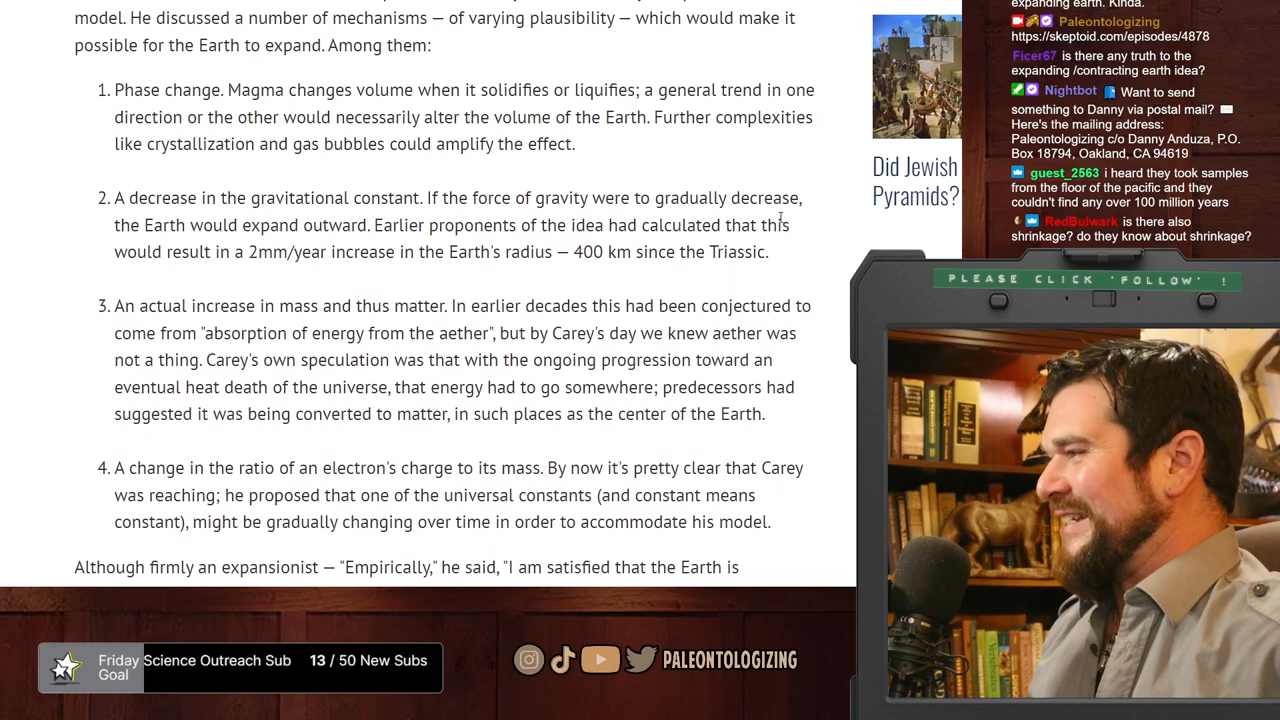 model. He discussed a number of mechanisms — of varying plausibility — which would make it
possible for the Earth to expand. Among them:
1. Phase change. Magma changes volume when it solidifies or liquifies; a general trend in one
direction or the other would necessarily alter the volume of the Earth. Further complexities
like crystallization and gas bubbles could amplify the effect.
2. A decrease in the gravitational constant. If the force of gravity were to gradually decrease,
the Earth would expand outward. Earlier proponents of the idea had calculated that this
would result in a 2mm/year increase in the Earth's radius — 400 km since the Triassic.
3. An actual increase in mass and thus matter. In earlier decades this had been conjectured to
come from "absorption of energy from the aether", but by Carey's day we knew aether was
not a thing. Carey's own speculation was that with the ongoing progression toward an
eventual heat death of the universe, that energy had to go somewhere; predecessors had
suggested it was being converted to matter, in such places as the center of the Earth.
4. A change in the ratio of an electron's charge to its mass. By now it's pretty clear that Carey
was reaching; he proposed that one of the universal constants (and constant means
constant), might be gradually changing over time in order to accommodate his model.
Although firmly an expansionist — "Empirically," he said, "I am satisfied that the Earth is
Did Jewish
Pyramids?
expanding earth. Kinda.
Paleontologizing
https://skeptoid.com/episodes/4878
Ficer67 is there any truth to the
expanding /contracting earth idea?
Nightbot Want to send
something to Danny via postal mail?
Here's the mailing address:
Paleontologizing c/o Danny Anduza, P.O.
Box 18794, Oakland, CA 94619
guest_2563 i heard they took samples
from the floor of the pacific and they
couldn't find any over 100 million years
RedBulwark is there also
shrinkage? do they know about shrinkage?
PLEASE CLICK 'FOLLOW' !
Friday Science Outreach Sub 13 / 50 New Subs
Goal
PALEONTOLOGIZING